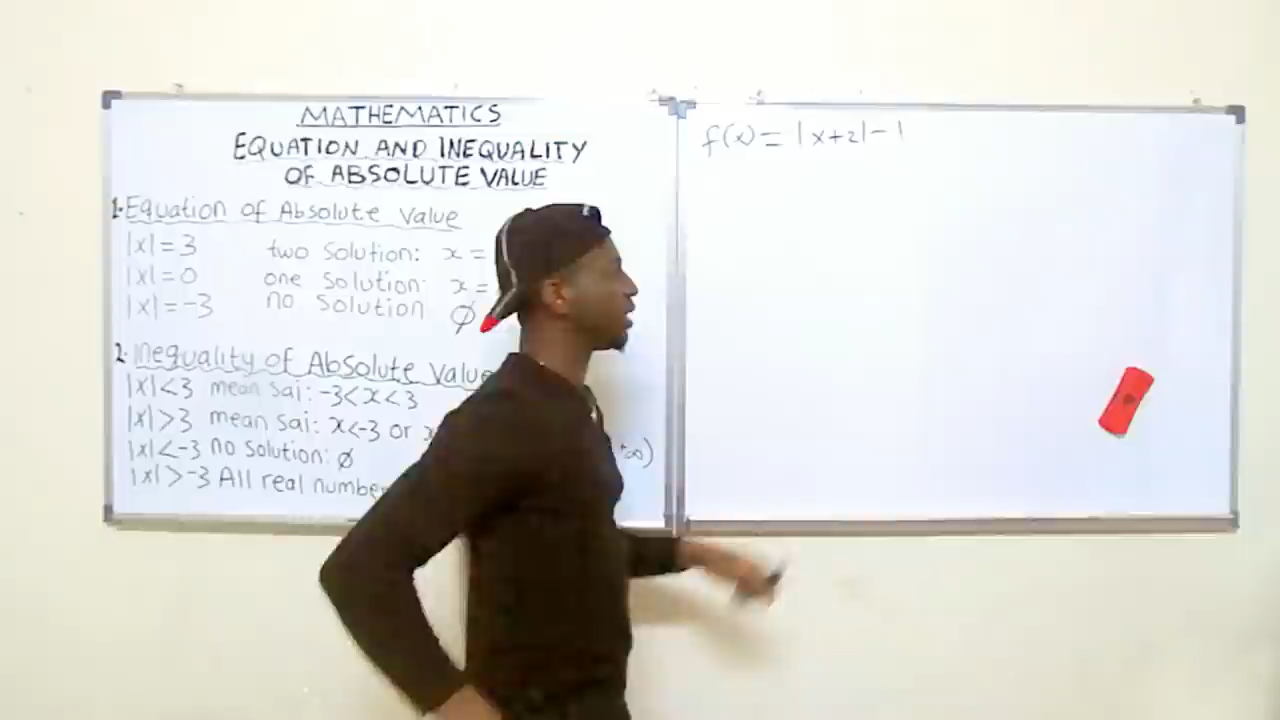 MATHEMATICS
EQUATION AND INEQUALITY
OF ABSOLUTE VALUE
1. Equation of Absolute Value
|x|=3 two solution: x =
|x|=0 one solution: x =
|x|=-3 no solution ∅
2. Inequality of Absolute Value
|x|<3 mean sai: -3<x<3
|x|>3 mean sai: x<-3 or
|x|<-3 no solution: ∅
+∞)
|x|>-3 All real number
f(x) = |x+2|-1